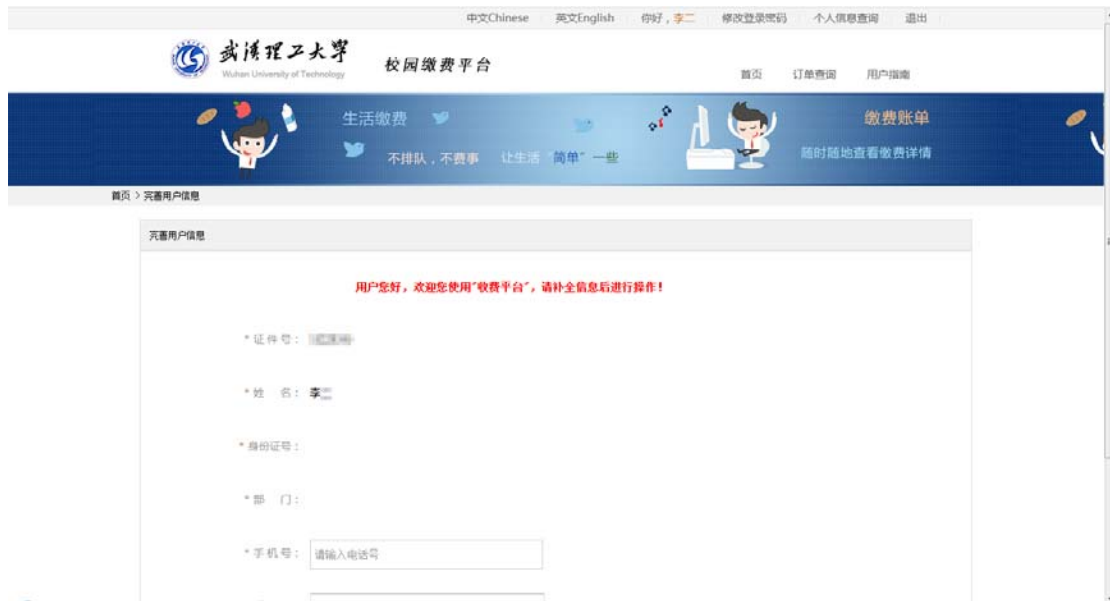 中文Chinese 英文English 你好，李二 修改登录密码 个人信息查询 退出
武汉理工大学 校园缴费平台
Wuhan University of Technology
首页 订单查询 用户指南
生活缴费 缴费账单
不排队，不费事 让生活“简单”一些 随时随地查看缴费详情
首页 > 完善用户信息
完善用户信息
用户您好，欢迎您使用"收费平台"，请补全信息后进行操作！
* 证件号：
* 姓 名： 李
* 身份证号：
* 部 门：
* 手机号： 请输入电话号